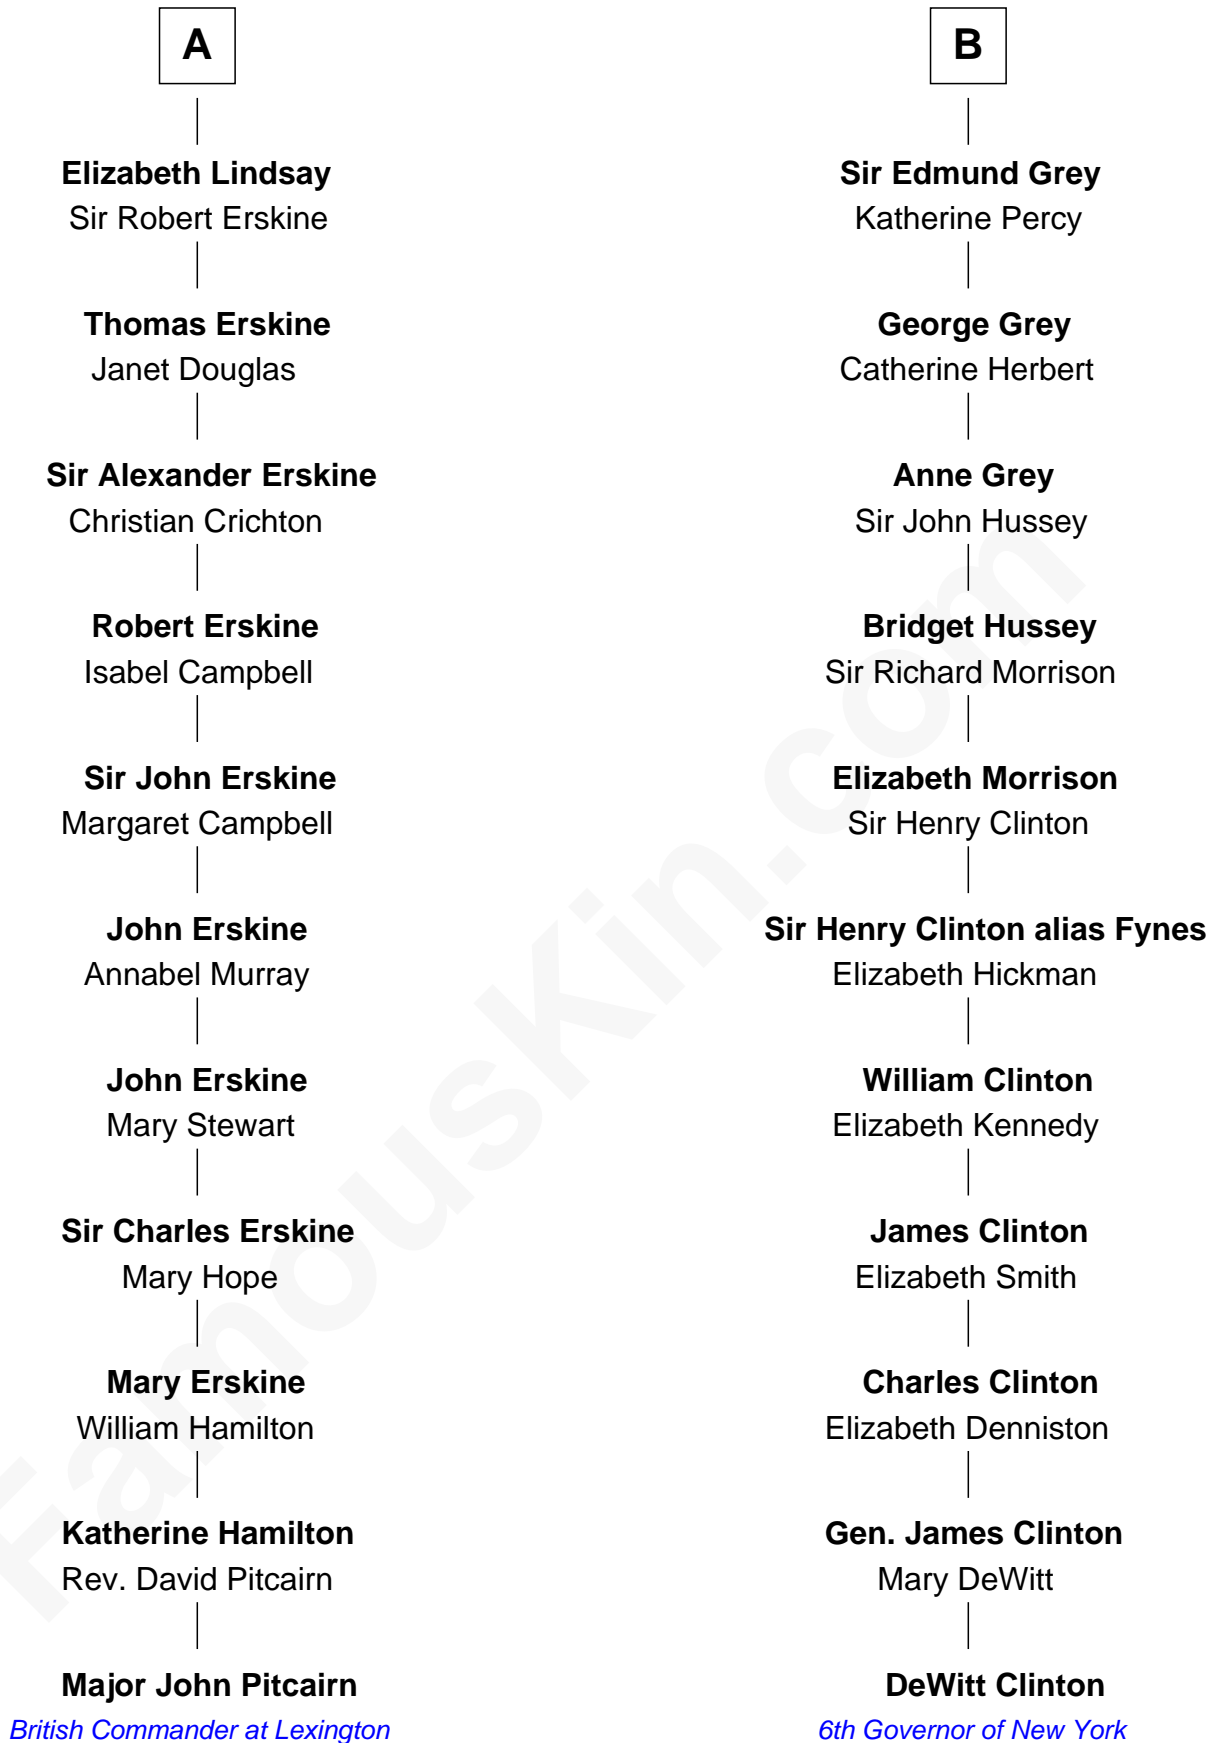 A
Elizabeth Lindsay
Sir Robert Erskine
Thomas Erskine
Janet Douglas
Sir Alexander Erskine
Christian Crichton
Robert Erskine
Isabel Campbell
Sir John Erskine
Margaret Campbell
John Erskine
Annabel Murray
John Erskine
Mary Stewart
Sir Charles Erskine
Mary Hope
Mary Erskine
William Hamilton
Katherine Hamilton
Rev. David Pitcairn
Major John Pitcairn
British Commander at Lexington
B
Sir Edmund Grey
Katherine Percy
George Grey
Catherine Herbert
Anne Grey
Sir John Hussey
Bridget Hussey
Sir Richard Morrison
Elizabeth Morrison
Sir Henry Clinton
Sir Henry Clinton alias Fynes
Elizabeth Hickman
William Clinton
Elizabeth Kennedy
James Clinton
Elizabeth Smith
Charles Clinton
Elizabeth Denniston
Gen. James Clinton
Mary DeWitt
DeWitt Clinton
6th Governor of New York
FamousKin.com